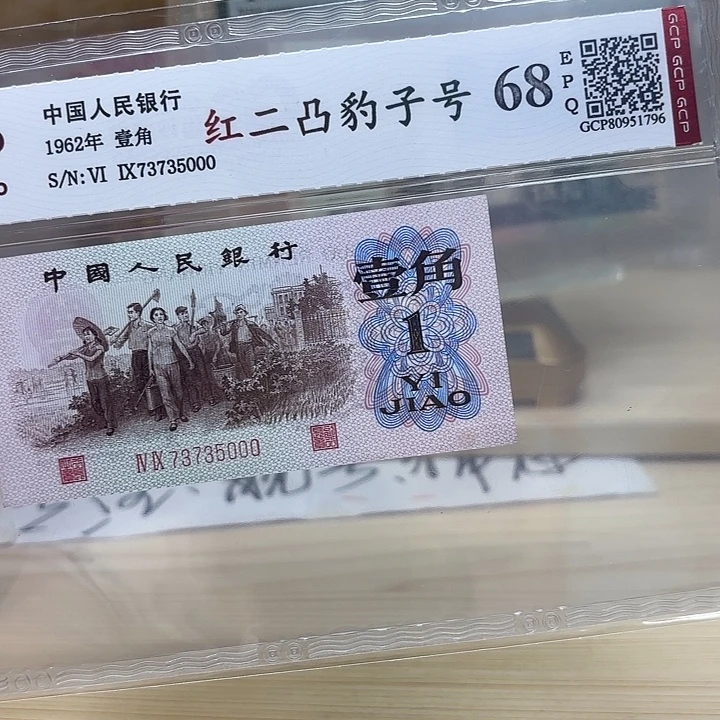 中国人民银行
1962年 壹角
S/N:VI IX73735000
红二凸豹子号
68
EPQ
GCP80951796
GCP GCP GCP
中國人民銀行
壹角
1
YI
JIAO
IV IX 73735000